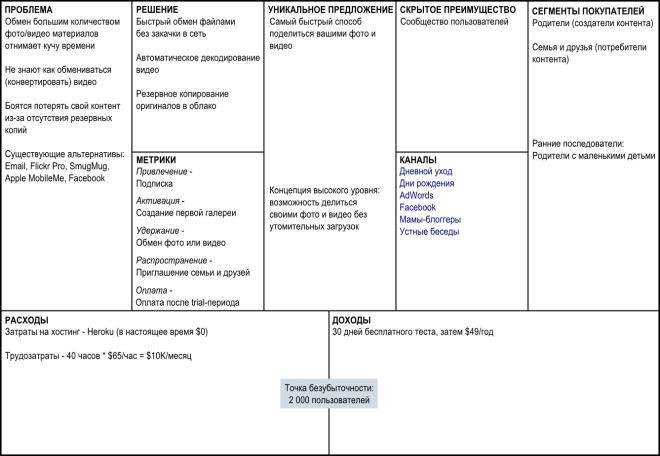 ПРОБЛЕМА
Обмен большим количеством
фото/видео материалов
отнимает кучу времени
Не знают как обмениваться
(конвертировать) видео
Боятся потерять свой контент
из-за отсутствия резервных
копий
Существующие альтернативы:
Email, Flickr Pro, SmugMug,
Apple MobileMe, Facebook
РЕШЕНИЕ
Быстрый обмен файлами
без закачки в сеть
Автоматическое декодирование
видео
Резервное копирование
оригиналов в облако
МЕТРИКИ
Привлечение -
Подписка
Активация -
Создание первой галереи
Удержание -
Обмен фото или видео
Распространение -
Приглашение семьи и друзей
Оплата -
Оплата после trial-периода
УНИКАЛЬНОЕ ПРЕДЛОЖЕНИЕ
Самый быстрый способ
поделиться вашими фото и
видео
Концепция высокого уровня:
возможность делиться
своими фото и видео без
утомительных загрузок
СКРЫТОЕ ПРЕИМУЩЕСТВО
Сообщество пользователей
КАНАЛЫ
Дневной уход
Дни рождения
AdWords
Facebook
Мамы-блоггеры
Устные беседы
СЕГМЕНТЫ ПОКУПАТЕЛЕЙ
Родители (создатели контента)
Семья и друзья (потребители
контента)
Ранние последователи:
Родители с маленькими детьми
РАСХОДЫ
Затраты на хостинг - Heroku (в настоящее время $0)
Трудозатраты - 40 часов * $65/час = $10K/месяц
ДОХОДЫ
30 дней бесплатного теста, затем $49/год
Точка безубыточности:
2 000 пользователей